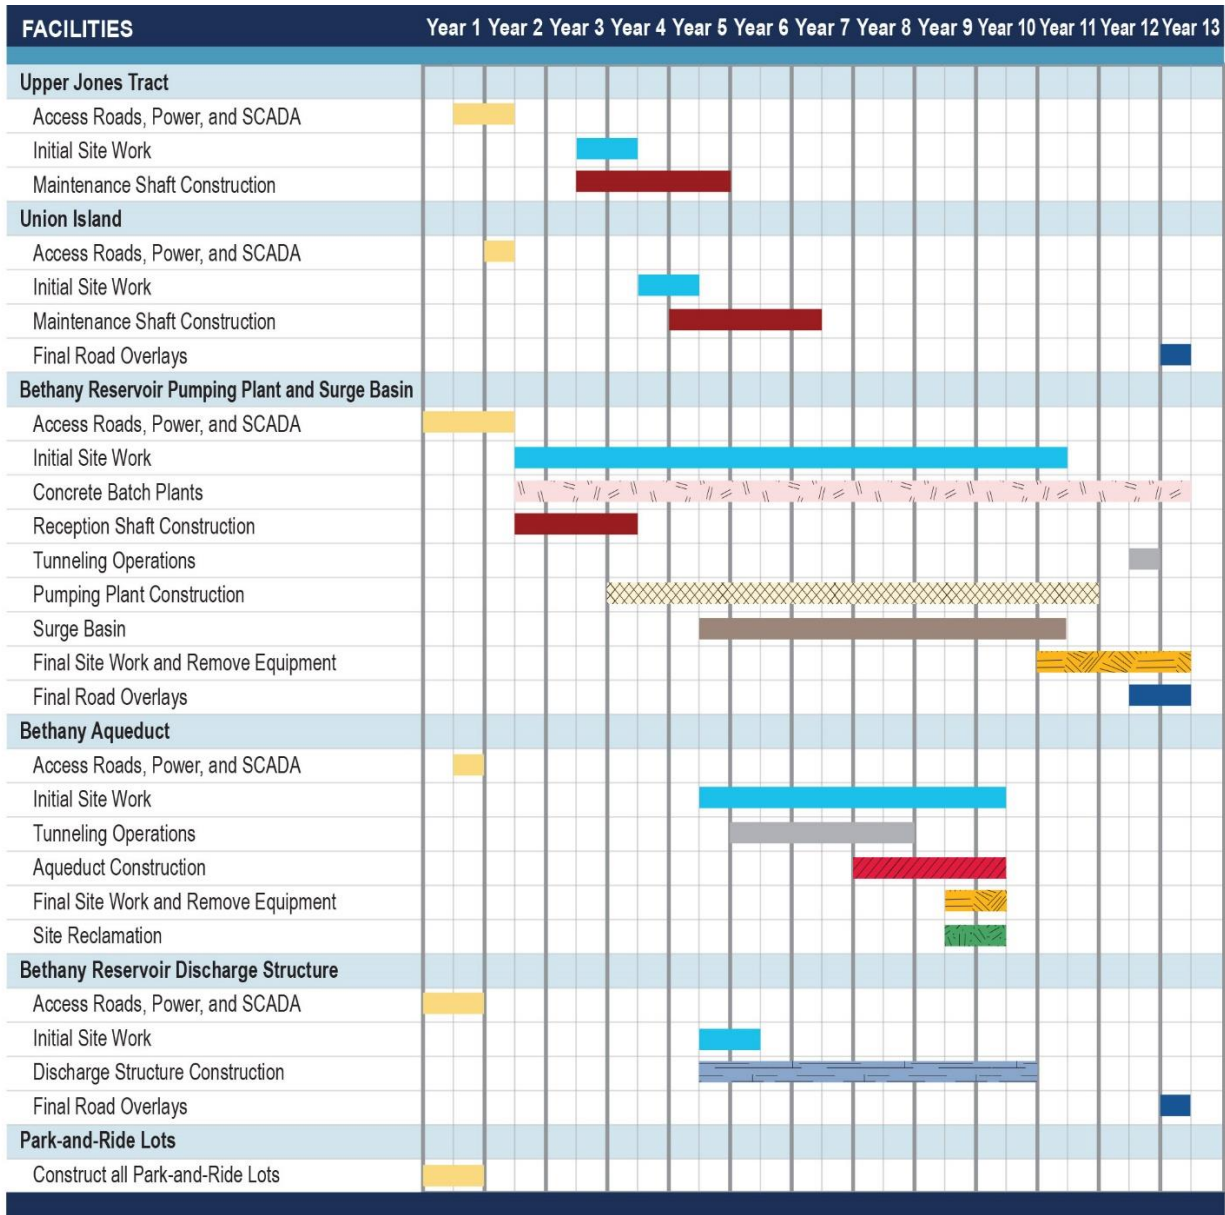 FACILITIES Year 1 Year 2 Year 3 Year 4 Year 5 Year 6 Year 7 Year 8 Year 9 Year 10 Year 11 Year 12 Year 13
Upper Jones Tract
Access Roads, Power, and SCADA
Initial Site Work
Maintenance Shaft Construction
Union Island
Access Roads, Power, and SCADA
Initial Site Work
Maintenance Shaft Construction
Final Road Overlays
Bethany Reservoir Pumping Plant and Surge Basin
Access Roads, Power, and SCADA
Initial Site Work
Concrete Batch Plants
Reception Shaft Construction
Tunneling Operations
Pumping Plant Construction
Surge Basin
Final Site Work and Remove Equipment
Final Road Overlays
Bethany Aqueduct
Access Roads, Power, and SCADA
Initial Site Work
Tunneling Operations
Aqueduct Construction
Final Site Work and Remove Equipment
Site Reclamation
Bethany Reservoir Discharge Structure
Access Roads, Power, and SCADA
Initial Site Work
Discharge Structure Construction
Final Road Overlays
Park-and-Ride Lots
Construct all Park-and-Ride Lots